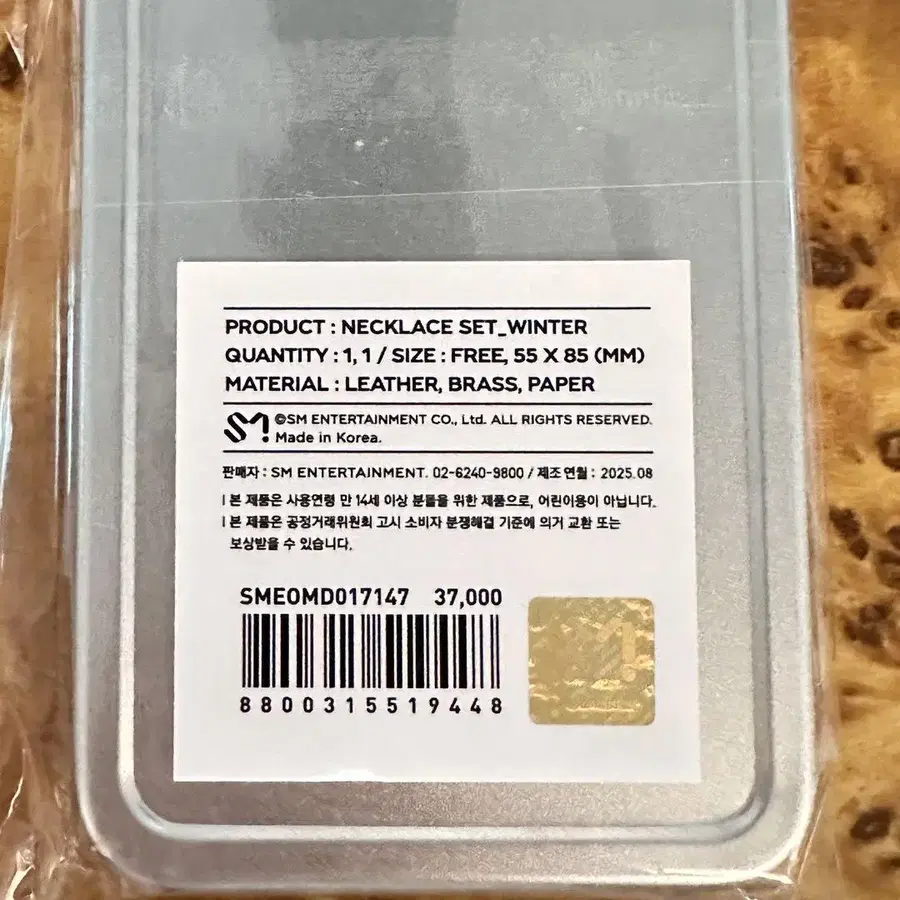 PRODUCT : NECKLACE SET_WINTER
QUANTITY : 1, 1 / SIZE : FREE, 55 X 85 (MM)
MATERIAL : LEATHER, BRASS, PAPER
SM ©SM ENTERTAINMENT CO., Ltd. ALL RIGHTS RESERVED.
Made in Korea.
판매자 : SM ENTERTAINMENT. 02-6240-9800 / 제조연월 : 2025.08
| 본 제품은 사용연령 만 14세 이상 분들을 위한 제품으로, 어린이용이 아닙니다.
| 본 제품은 공정거래위원회 고시 소비자 분쟁해결 기준에 의거 교환 또는
보상받을 수 있습니다.
SMEOMD017147 37,000
8800315519448